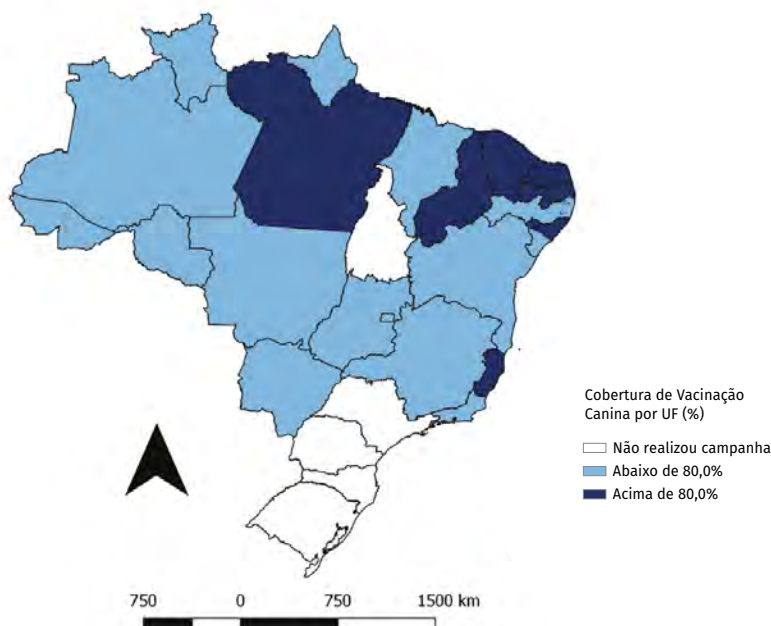 Cobertura de Vacinação
Canina por UF (%)
Não realizou campanha
Abaixo de 80,0%
Acima de 80,0%
750 0 750 1500 km